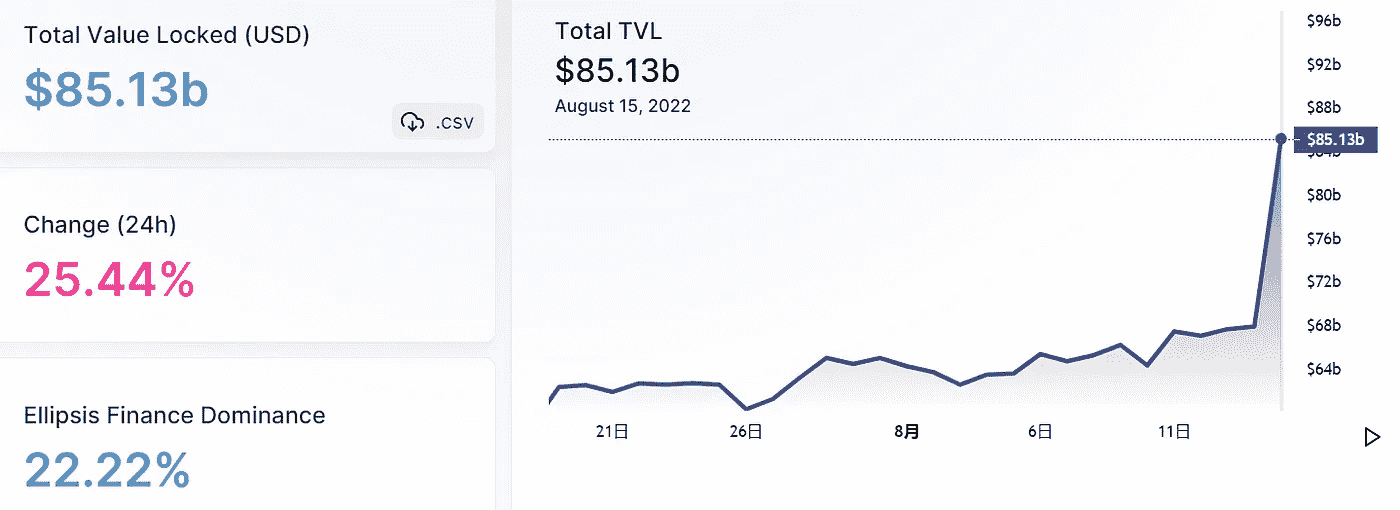 Total Value Locked (USD)
$85.13b
.csv
Change (24h)
25.44%
Ellipsis Finance Dominance
22.22%
Total TVL
$85.13b
August 15, 2022
$96b
$92b
$88b
$85.13b
$84b
$80b
$76b
$72b
$68b
$64b
21日
26日
8月
6日
11日